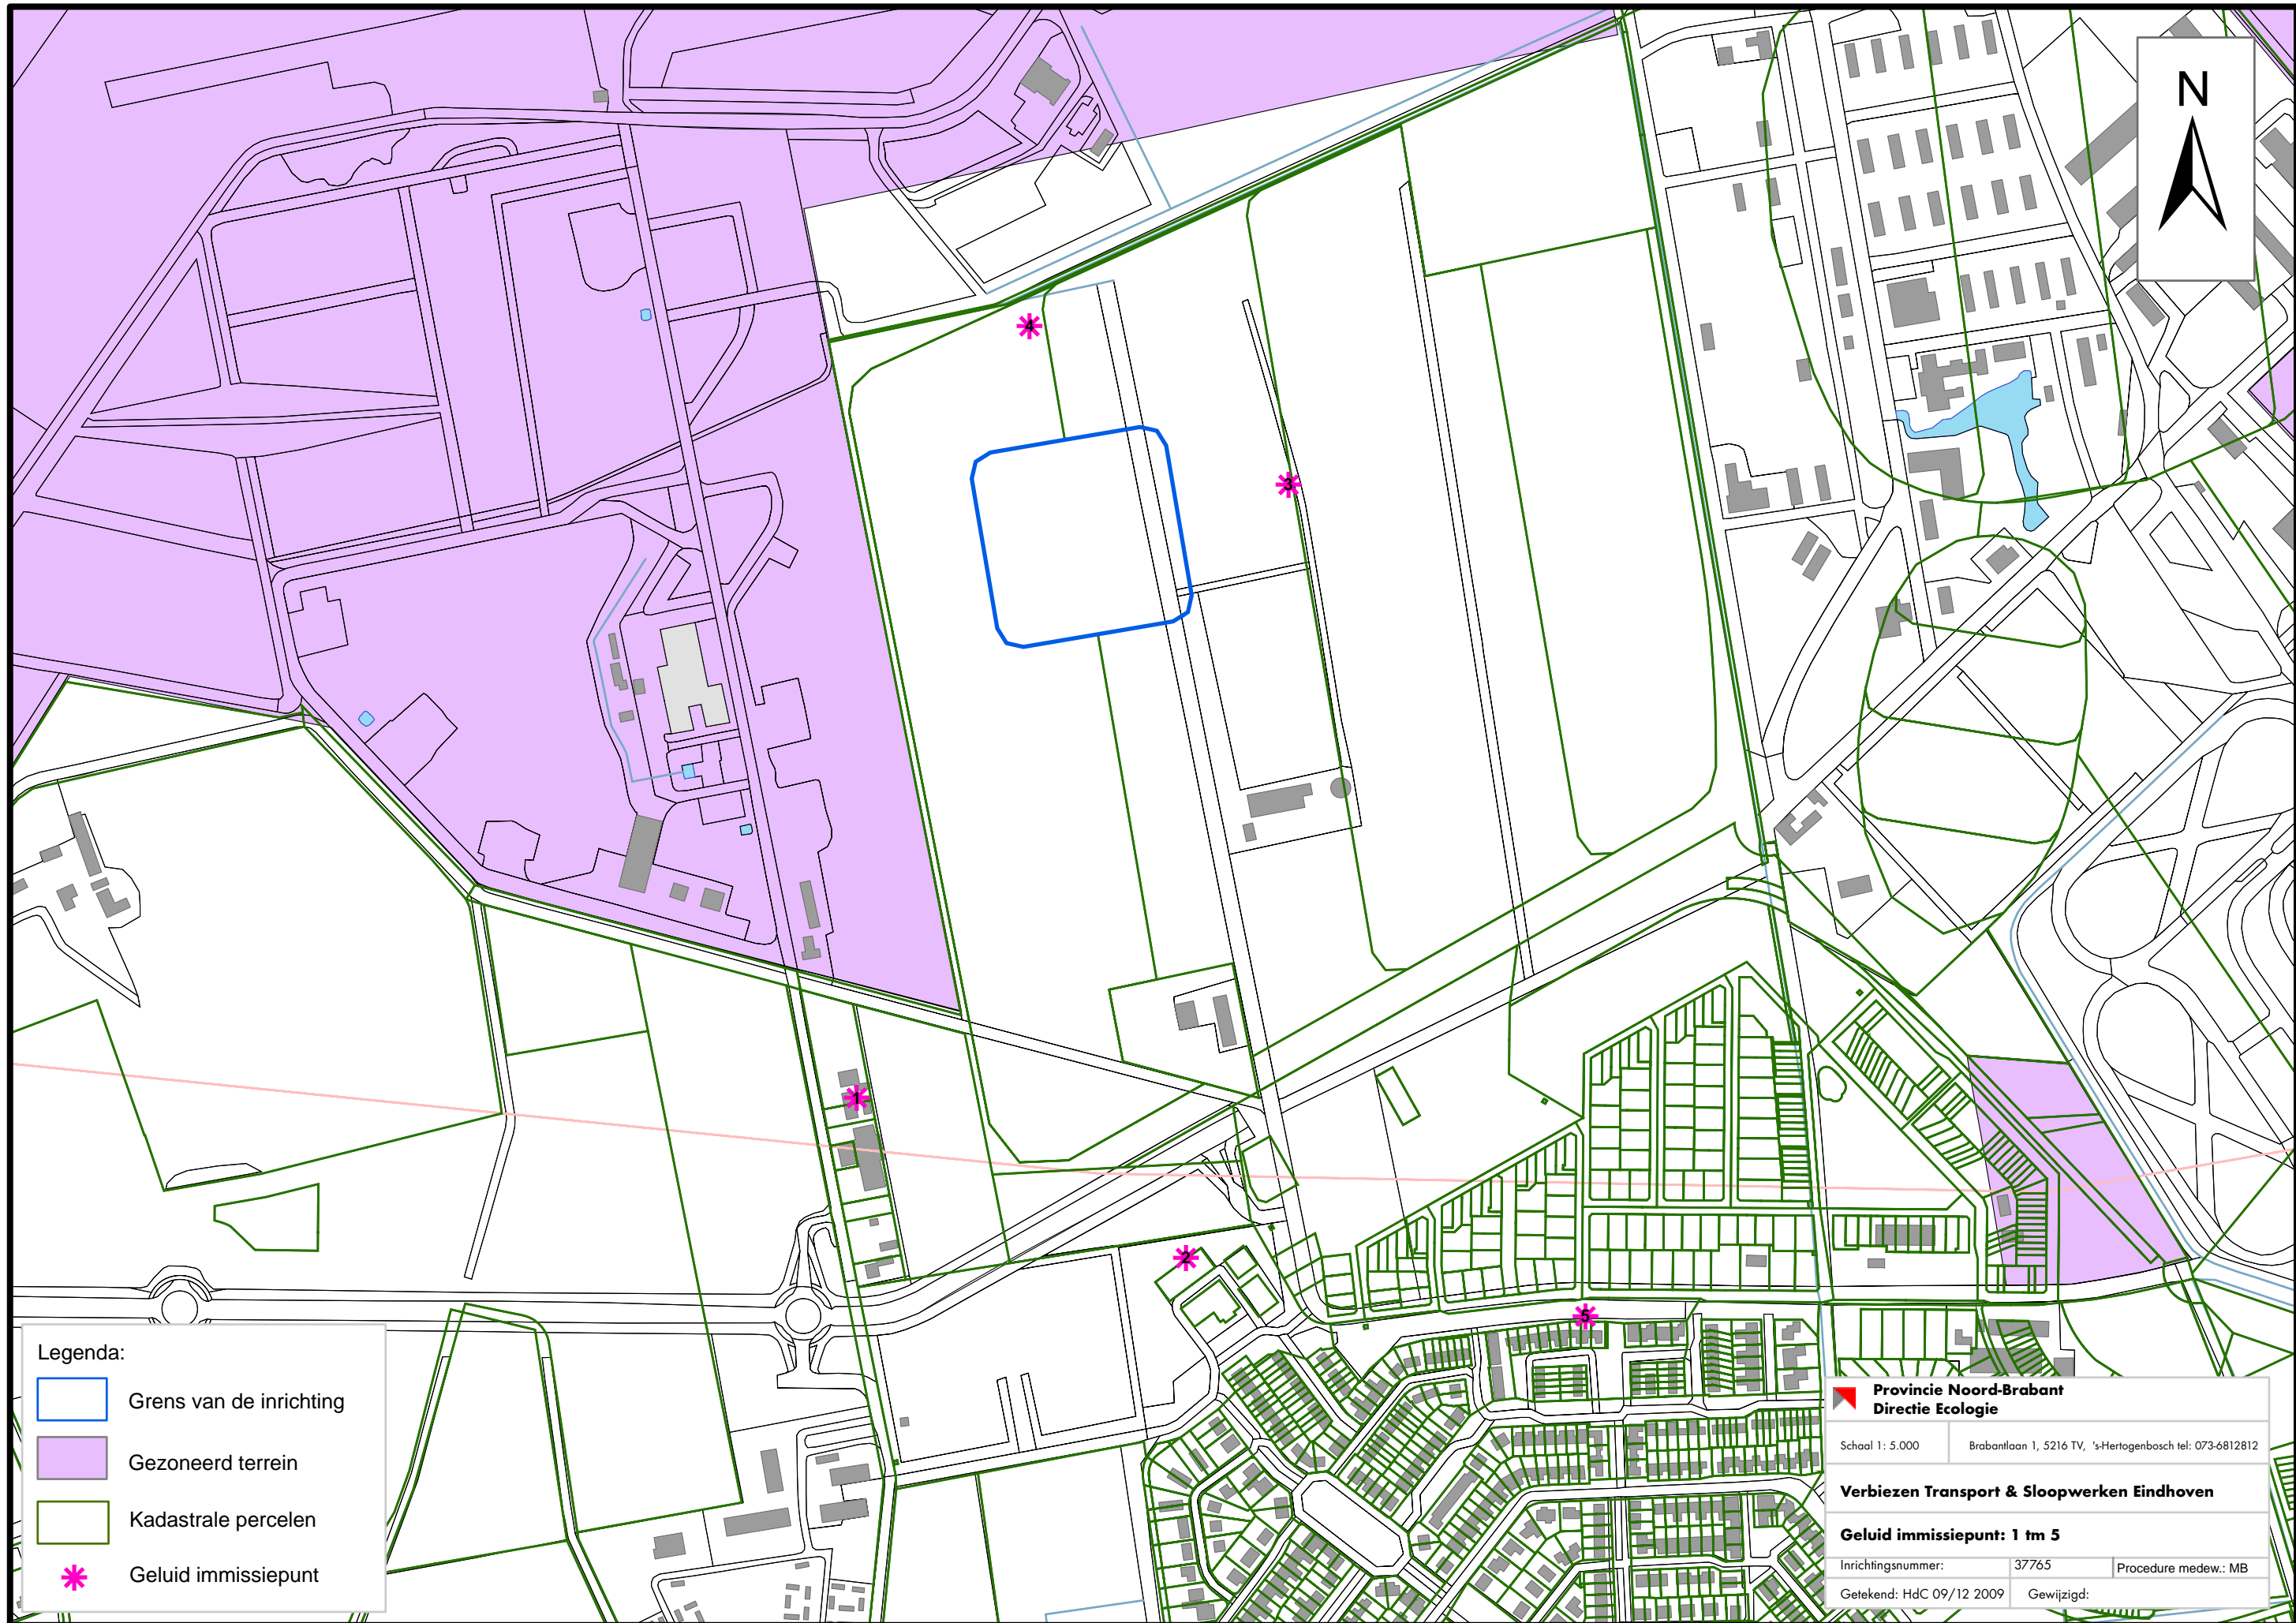 N
4
3
1
2
5
Legenda:
Grens van de inrichting
Gezoneerd terrein
Kadastrale percelen
Geluid immissiepunt
Provincie Noord-Brabant
Directie Ecologie
Schaal 1: 5.000 Brabantlaan 1, 5216 TV, 's-Hertogenbosch tel: 073-6812812
Verbiezen Transport & Sloopwerken Eindhoven
Geluid immissiepunt: 1 tm 5
Inrichtingsnummer: 37765 Procedure medew.: MB
Getekend: HdC 09/12 2009 Gewijzigd: